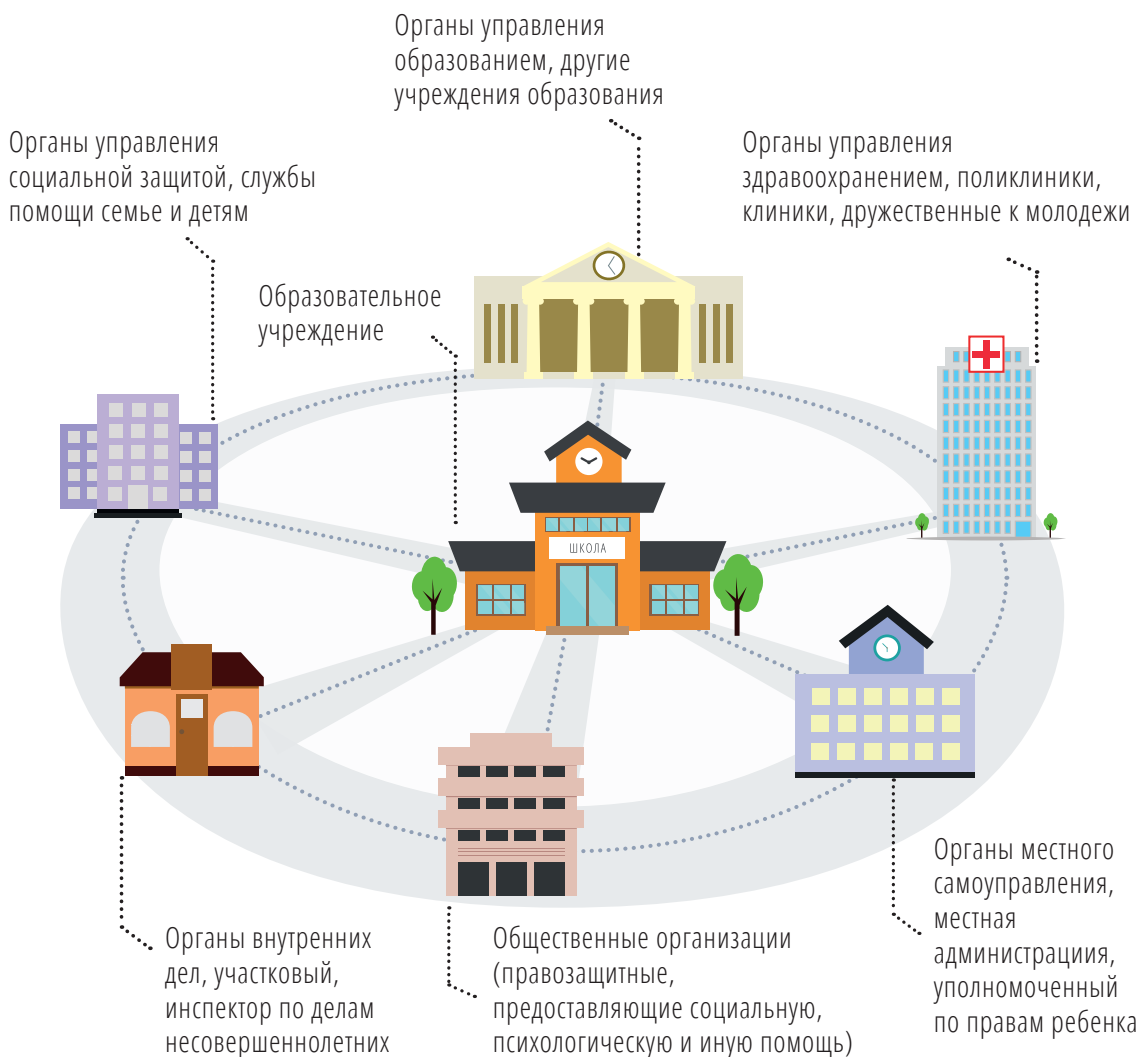 Органы управления
образованием, другие
учреждения образования
Органы управления
социальной защитой, службы
помощи семье и детям
Органы управления
здравоохранением, поликлиники,
клиники, дружественные к молодежи
Образовательное
учреждение
ШКОЛА
Органы внутренних
дел, участковый,
инспектор по делам
несовершеннолетних
Общественные организации
(правозащитные,
предоставляющие социальную,
психологическую и иную помощь)
Органы местного
самоуправления,
местная
администрациия,
уполномоченный
по правам ребенка